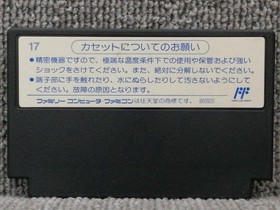 17
カセットについてのお願い
●精密機器ですので、極端な温度条件下での使用や保管および強い
ショックをさけてください。また、絶対に分解しないでください。
●端子部に手を触れたり、水にぬらしたりして汚さないようにして
ください。故障の原因となります。
ファミリーコンピュータ・ファミコンは任天堂の商標です。
FF